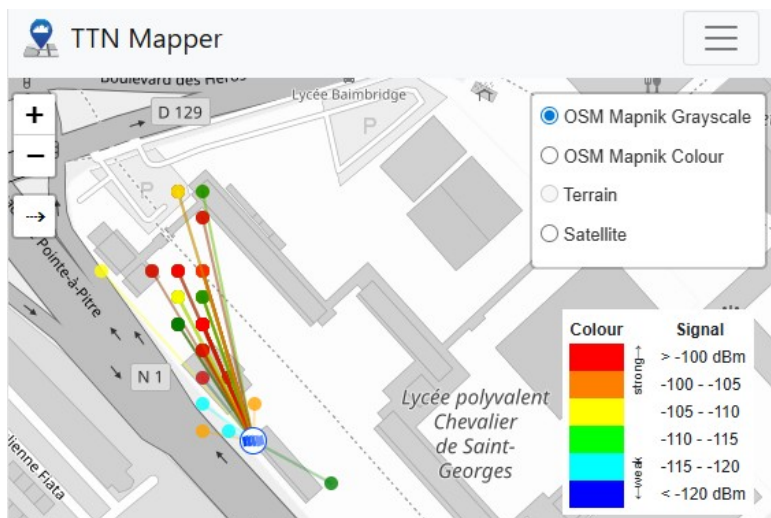 TTN Mapper
Boulevard des Héros
Lycée Baimbridge
D 129
P
P
+
−
OSM Mapnik Grayscale
OSM Mapnik Colour
Terrain
Satellite
Pointe-à-Pitre
N 1
Lycée polyvalent
Chevalier
de Saint-
Georges
Colour Signal
strong→
> -100 dBm
-100 - -105
-105 - -110
-110 - -115
←weak
-115 - -120
< -120 dBm